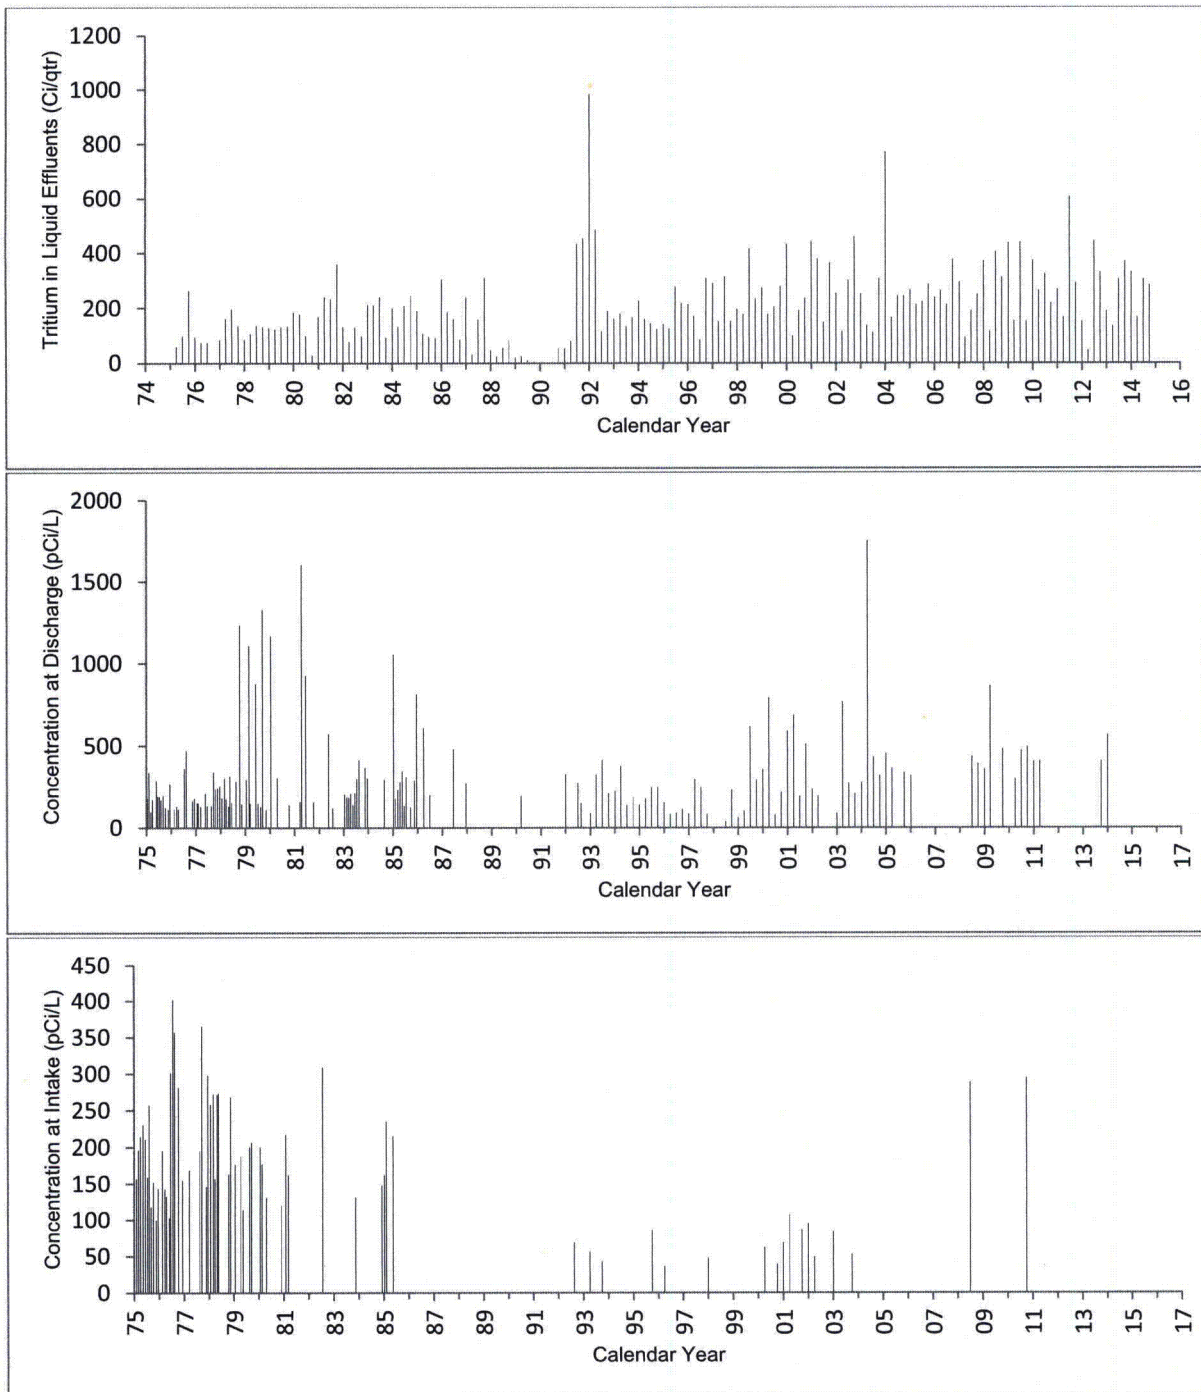 Tritium in Liquid Effluents (Ci/qtr)
1200
1000
800
600
400
200
0
74 76 78 80 82 84 86 88 90 92 94 96 98 00 02 04 06 08 10 12 14 16
Calendar Year
Concentration at Discharge (pCi/L)
2000
1500
1000
500
0
75 77 79 81 83 85 87 89 91 93 95 97 99 01 03 05 07 09 11 13 15 17
Calendar Year
Concentration at Intake (pCi/L)
450
400
350
300
250
200
150
100
50
0
75 77 79 81 83 85 87 89 91 93 95 97 99 01 03 05 07 09 11 13 15 17
Calendar Year